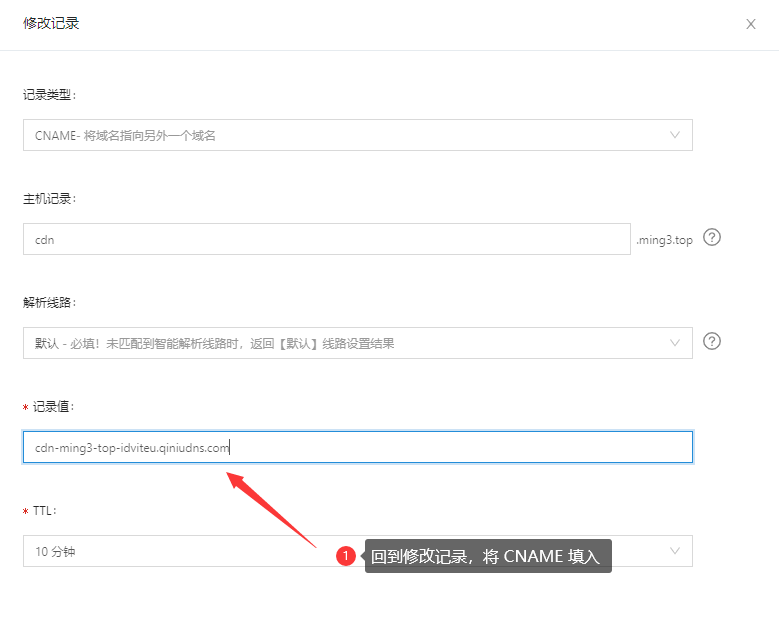 修改记录
记录类型:
CNAME- 将域名指向另外一个域名
主机记录:
cdn
.ming3.top
解析线路:
默认 - 必填！未匹配到智能解析线路时，返回【默认】线路设置结果
* 记录值:
cdn-ming3-top-idviteu.qiniudns.com
* TTL:
10 分钟
1 回到修改记录，将 CNAME 填入